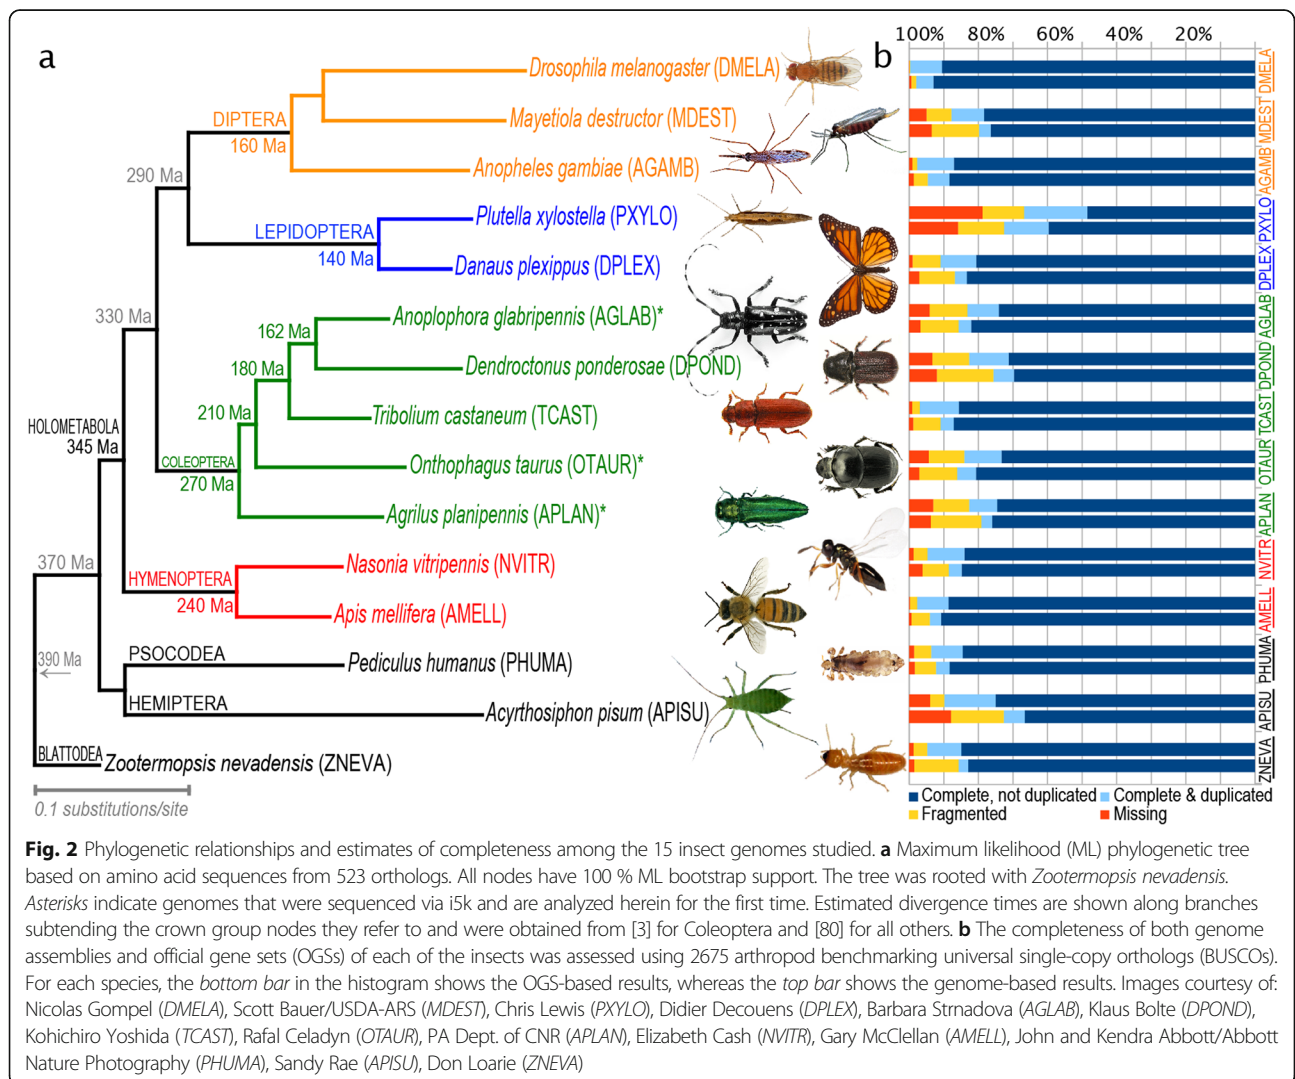 a
b
100% 80% 60% 40% 20%
Drosophila melanogaster (DMELA)
Mayetiola destructor (MDEST)
DIPTERA
160 Ma
Anopheles gambiae (AGAMB)
290 Ma
Plutella xylostella (PXYLO)
LEPIDOPTERA
140 Ma
Danaus plexippus (DPLEX)
330 Ma
Anoplophora glabripennis (AGLAB)*
162 Ma
Dendroctonus ponderosae (DPOND)
180 Ma
210 Ma
Tribolium castaneum (TCAST)
HOLOMETABOLA
345 Ma
COLEOPTERA
270 Ma
Onthophagus taurus (OTAUR)*
Agrilus planipennis (APLAN)*
370 Ma
Nasonia vitripennis (NVITR)
HYMENOPTERA
240 Ma
Apis mellifera (AMELL)
390 Ma
PSOCODEA
Pediculus humanus (PHUMA)
HEMIPTERA
Acyrthosiphon pisum (APISU)
BLATTODEA
Zootermopsis nevadensis (ZNEVA)
0.1 substitutions/site
DMELA
MDEST
AGAMB
PXYLO
DPLEX
AGLAB
DPOND
TCAST
OTAUR
APLAN
NVITR
AMELL
PHUMA
APISU
ZNEVA
Complete, not duplicated Complete & duplicated
Fragmented Missing
Fig. 2 Phylogenetic relationships and estimates of completeness among the 15 insect genomes studied. a Maximum likelihood (ML) phylogenetic tree
based on amino acid sequences from 523 orthologs. All nodes have 100 % ML bootstrap support. The tree was rooted with Zootermopsis nevadensis.
Asterisks indicate genomes that were sequenced via i5k and are analyzed herein for the first time. Estimated divergence times are shown along branches
subtending the crown group nodes they refer to and were obtained from [3] for Coleoptera and [80] for all others. b The completeness of both genome
assemblies and official gene sets (OGSs) of each of the insects was assessed using 2675 arthropod benchmarking universal single-copy orthologs (BUSCOs).
For each species, the bottom bar in the histogram shows the OGS-based results, whereas the top bar shows the genome-based results. Images courtesy of:
Nicolas Gompel (DMELA), Scott Bauer/USDA-ARS (MDEST), Chris Lewis (PXYLO), Didier Decouens (DPLEX), Barbara Strnadova (AGLAB), Klaus Bolte (DPOND),
Kohichiro Yoshida (TCAST), Rafal Celadyn (OTAUR), PA Dept. of CNR (APLAN), Elizabeth Cash (NVITR), Gary McClellan (AMELL), John and Kendra Abbott/Abbott
Nature Photography (PHUMA), Sandy Rae (APISU), Don Loarie (ZNEVA)